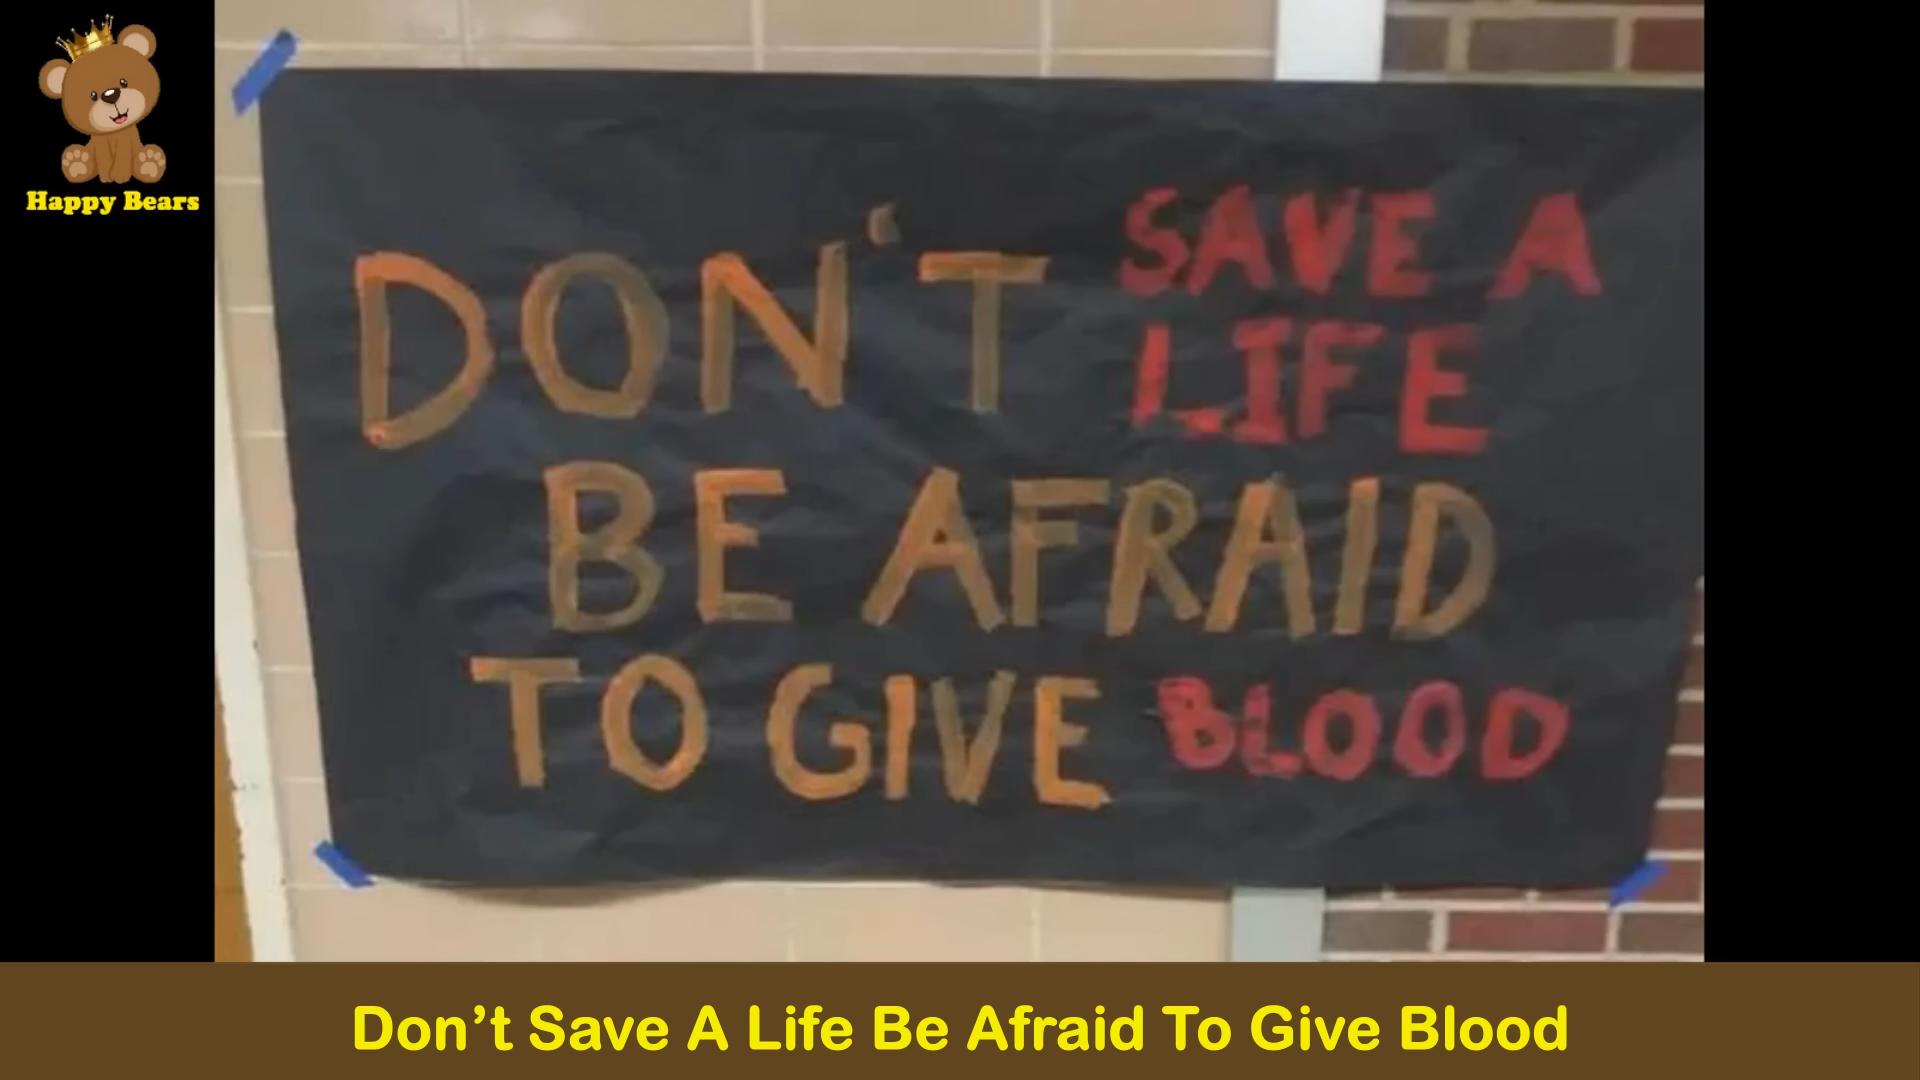 Happy Bears
DON'T SAVE A
LIFE
BE AFRAID
TO GIVE BLOOD
Don’t Save A Life Be Afraid To Give Blood